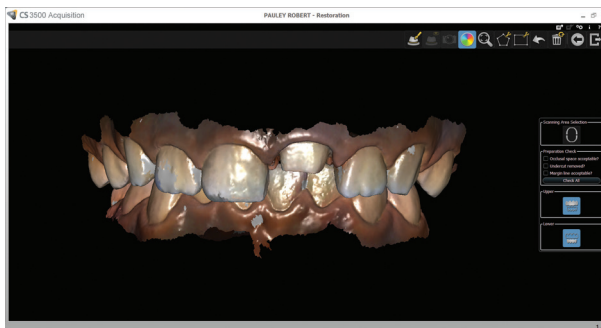 CS 3500 Acquisition
PAULEY ROBERT - Restoration
Scanning Area Selection
Preparation Check
Occlusal space acceptable?
Undercut removed?
Margin line acceptable?
Check All
Upper
Lower